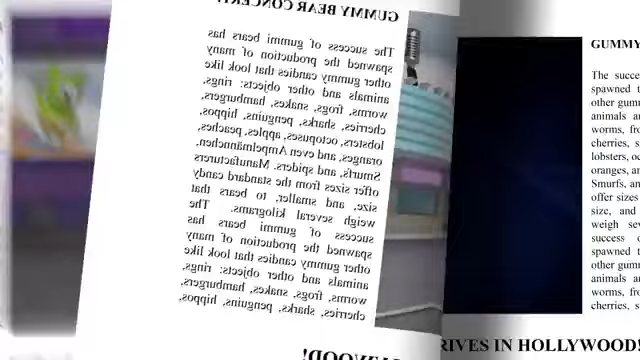 GUMMY BEAR CONCERT!
The success of gummi bears has
spawned the production of many
other gummy candies that look like
animals and other objects: rings,
worms, frogs, snakes, hamburgers,
cherries, sharks, penguins, hippos,
lobsters, octopuses, apples, peaches,
oranges, and even Ampelmännchen,
Smurfs, and spiders. Manufacturers
offer sizes from the standard candy
size, and smaller, to bears that
weigh several kilograms. The
success of gummi bears has
spawned the production of many
other gummy candies that look like
animals and other objects: rings,
worms, frogs, snakes, hamburgers,
cherries, sharks, penguins, hippos,
GUMMY
The succe
spawned t
other gum
animals a
worms, fr
cherries, s
lobsters, oc
oranges, a
Smurfs, an
offer sizes
size, and
weigh sev
success o
spawned t
other gum
animals a
worms, fr
cherries, s
RIVES IN HOLLYWOOD!